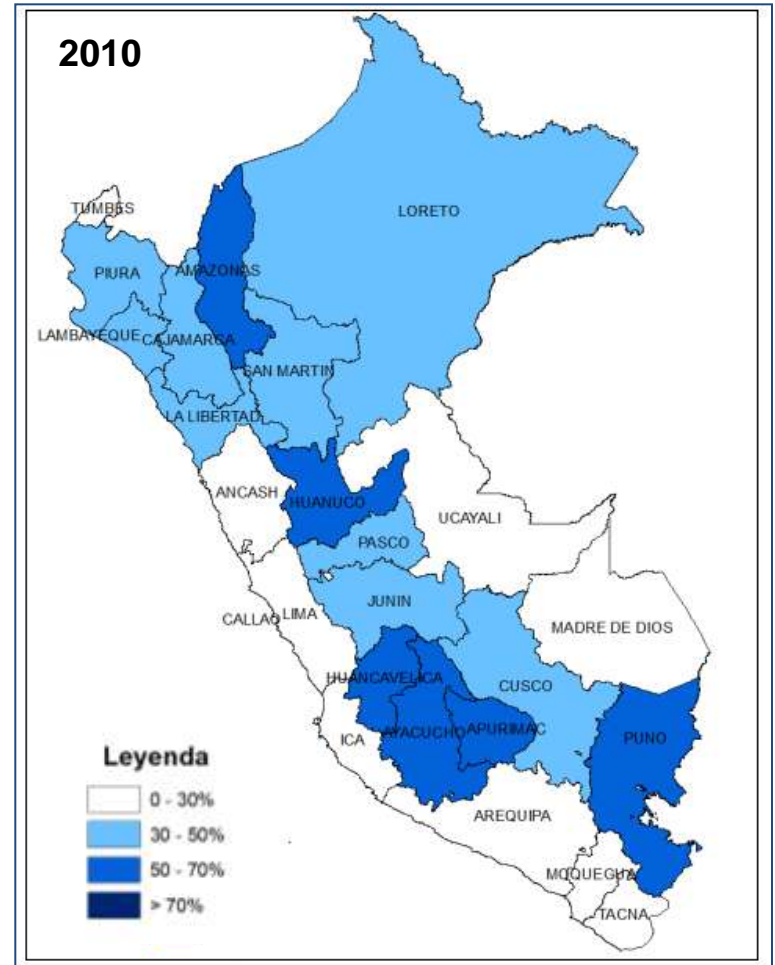 2010
TUMBES
LORETO
PIURA
AMAZONAS
LAMBAYEQUE
CAJAMARCA
SAN MARTIN
LA LIBERTAD
ANCASH
HUANUCO
UCAYALI
PASCO
JUNIN
LIMA
CALLAO
MADRE DE DIOS
HUANCAVELICA
CUSCO
AYACUCHO
APURIMAC
PUNO
ICA
AREQUIPA
MOQUEGUA
TACNA
Leyenda
0 - 30%
30 - 50%
50 - 70%
> 70%